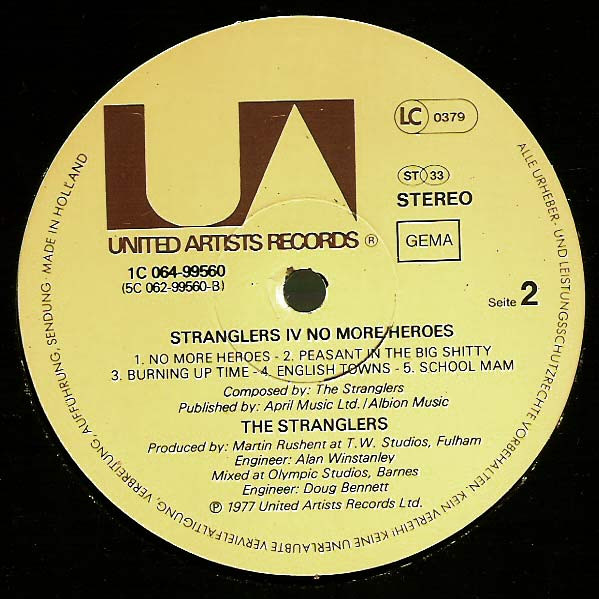 LC 0379
ST 33
STEREO
UNITED ARTISTS RECORDS ®
GEMA
1C 064-99560
(5C 062-99560-B)
Seite 2
STRANGLERS IV NO MORE HEROES
1. NO MORE HEROES - 2. PEASANT IN THE BIG SHITTY
3. BURNING UP TIME - 4. ENGLISH TOWNS - 5. SCHOOL MAM
Composed by: The Stranglers
Published by: April Music Ltd./Albion Music
THE STRANGLERS
Produced by: Martin Rushent at T.W. Studios, Fulham
Engineer: Alan Winstanley
Mixed at Olympic Studios, Barnes
Engineer: Doug Bennett
℗ 1977 United Artists Records Ltd.
ALLE URHEBER- UND LEISTUNGSSCHUTZRECHTE VORBEHALTEN. KEIN VERLEIH! KEINE UNERLAUBTE VERVIELFÄLTIGUNG, VERBREITUNG, AUFFÜHRUNG, SENDUNG · MADE IN HOLLAND